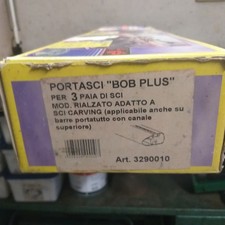 PORTASCI "BOB PLUS"
PER 3 PAIA DI SCI
MOD. RIALZATO ADATTO A
SCI CARVING (applicabile anche su
barre portatutto con canale
superiore)
Art. 3290010